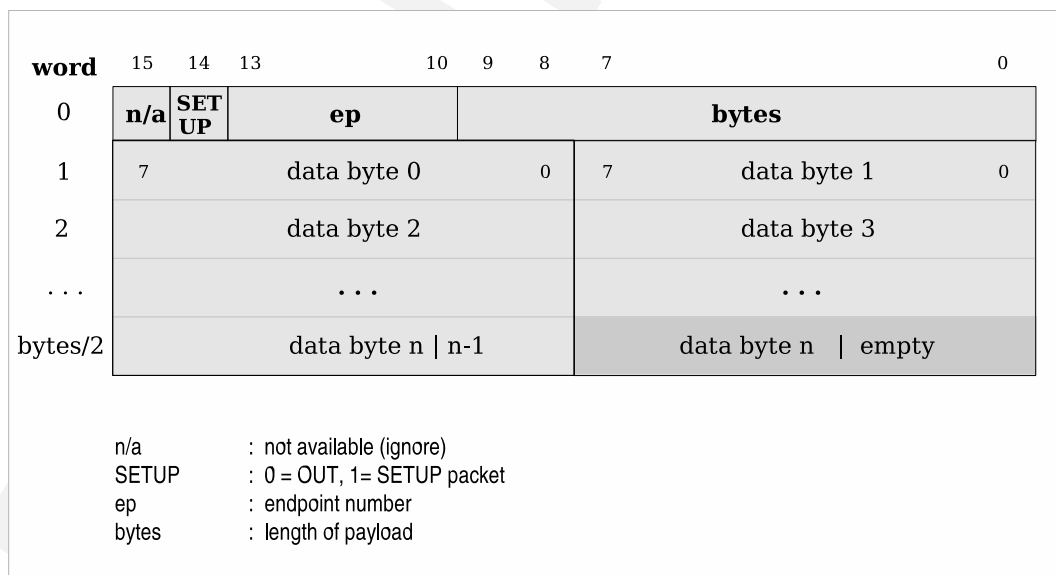 word 15 14 13 10 9 8 7 0
0 n/a SET UP ep bytes
1 7 data byte 0 0 7 data byte 1 0
2 data byte 2 data byte 3
. . . . . . . . .
bytes/2 data byte n | n-1 data byte n | empty
n/a : not available (ignore)
SETUP : 0 = OUT, 1= SETUP packet
ep : endpoint number
bytes : length of payload